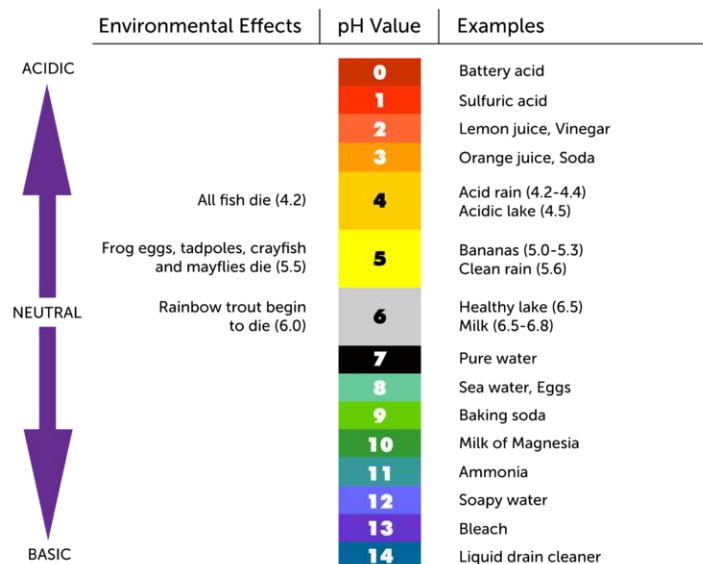 Environmental Effects pH Value Examples
ACIDIC
0 Battery acid
1 Sulfuric acid
2 Lemon juice, Vinegar
3 Orange juice, Soda
All fish die (4.2) 4 Acid rain (4.2-4.4)
Acidic lake (4.5)
Frog eggs, tadpoles, crayfish
and mayflies die (5.5) 5 Bananas (5.0-5.3)
Clean rain (5.6)
NEUTRAL
Rainbow trout begin
to die (6.0) 6 Healthy lake (6.5)
Milk (6.5-6.8)
7 Pure water
8 Sea water, Eggs
9 Baking soda
10 Milk of Magnesia
11 Ammonia
12 Soapy water
13 Bleach
BASIC
14 Liquid drain cleaner